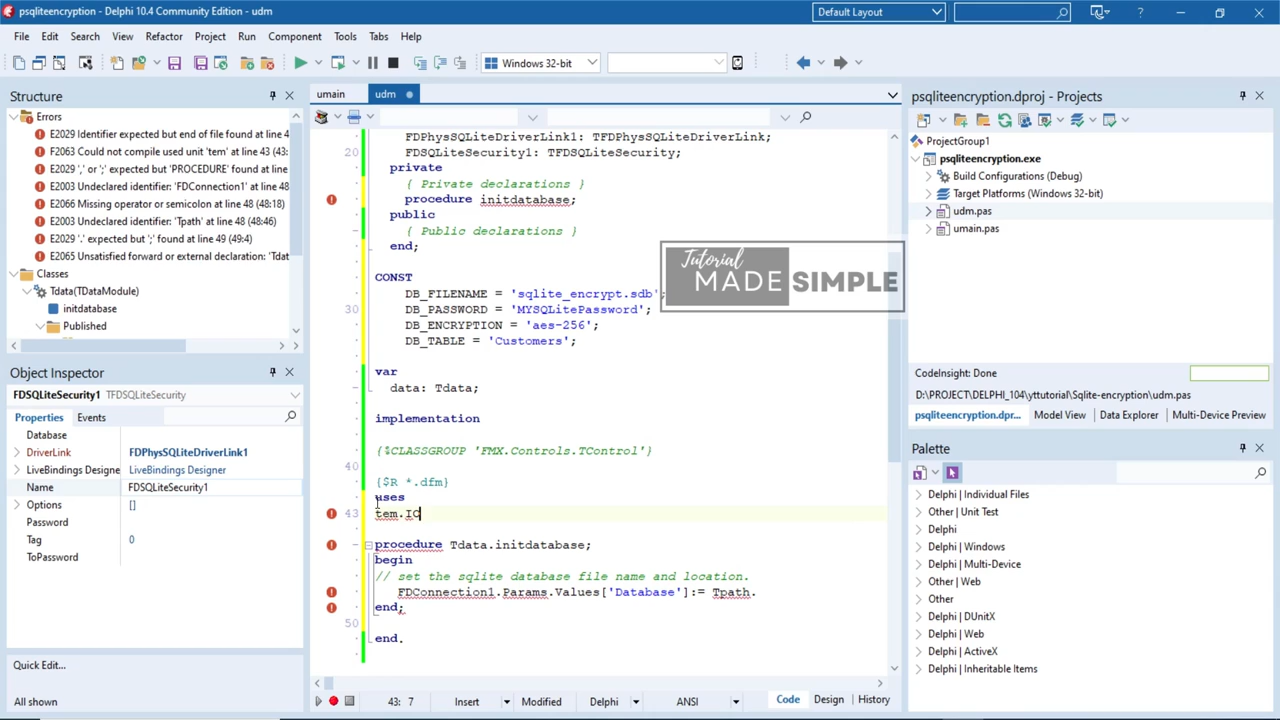 psqliteencryption - Delphi 10.4 Community Edition - udm
Default Layout
File Edit Search View Refactor Project Run Component Tools Tabs Help
Windows 32-bit
Structure
Errors
E2029 Identifier expected but end of file found at line 4
F2063 Could not compile used unit 'tem' at line 43 (43:
E2029 ',' or ';' expected but 'PROCEDURE' found at line
E2003 Undeclared identifier: 'FDConnection1' at line 48
E2066 Missing operator or semicolon at line 48 (48:18)
E2003 Undeclared identifier: 'Tpath' at line 48 (48:46)
E2029 '.' expected but ';' found at line 49 (49:4)
E2065 Unsatisfied forward or external declaration: 'Tdat
Classes
Tdata(TDataModule)
initdatabase
Published
Object Inspector
FDSQLiteSecurity1 TFDSQLiteSecurity
Properties Events
Database
DriverLink FDPhysSQLiteDriverLink1
LiveBindings Designe LiveBindings Designer
Name FDSQLiteSecurity1
Options []
Password
Tag 0
ToPassword
Quick Edit...
All shown
umain udm
FDPhysSQLiteDriverLink1: TFDPhysSQLiteDriverLink;
20 FDSQLiteSecurity1: TFDSQLiteSecurity;
private
{ Private declarations }
procedure initdatabase;
public
{ Public declarations }
end;
CONST
DB_FILENAME = 'sqlite_encrypt.sdb';
30 DB_PASSWORD = 'MYSQLitePassword';
DB_ENCRYPTION = 'aes-256';
DB_TABLE = 'Customers';
var
data: Tdata;
implementation
{%CLASSGROUP 'FMX.Controls.TControl'}
40
{$R *.dfm}
uses
43 tem.IO
procedure Tdata.initdatabase;
begin
// set the sqlite database file name and location.
FDConnection1.Params.Values['Database']:= Tpath.
end;
50
end.
43: 7 Insert Modified Delphi ANSI Code Design History
Tutorial
MADE SIMPLE
psqliteencryption.dproj - Projects
ProjectGroup1
psqliteencryption.exe
Build Configurations (Debug)
Target Platforms (Windows 32-bit)
udm.pas
umain.pas
CodeInsight: Done
D:\PROJECT\DELPHI_104\yttutorial\Sqlite-encryption\udm.pas
psqliteencryption.dpr... Model View Data Explorer Multi-Device Preview
Palette
Delphi | Individual Files
Other | Unit Test
Delphi
Delphi | Windows
Delphi | Multi-Device
Other | Web
Other
Delphi | DUnitX
Delphi | Web
Delphi | ActiveX
Delphi | Inheritable Items